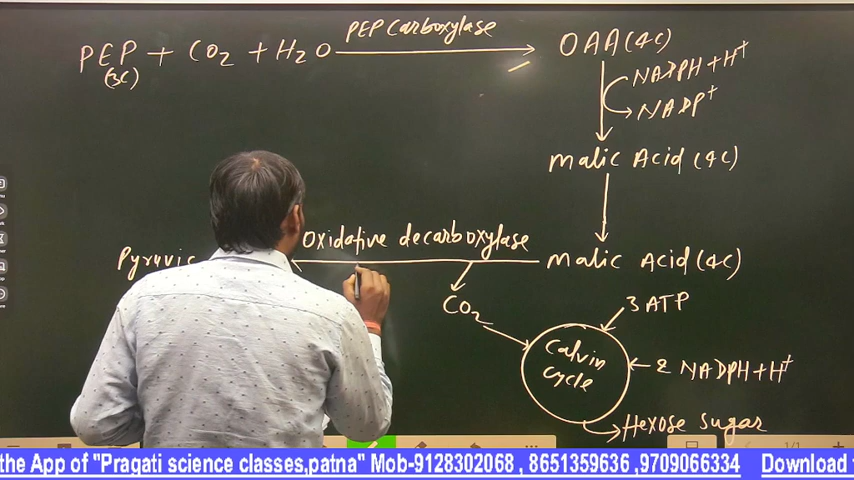 PEP + CO2 + H2O PEP Carboxylase OAA (4C)
(3C)
NADPH + H+
NADP+
Malic Acid (4C)
Pyruvic Oxidative decarboxylase Malic Acid (4C)
CO2
3 ATP
Calvin
cycle
2 NADPH + H+
Hexose sugar
1/1
the App of "Pragati science classes,patna" Mob-9128302068 , 8651359636 ,9709066334 Download